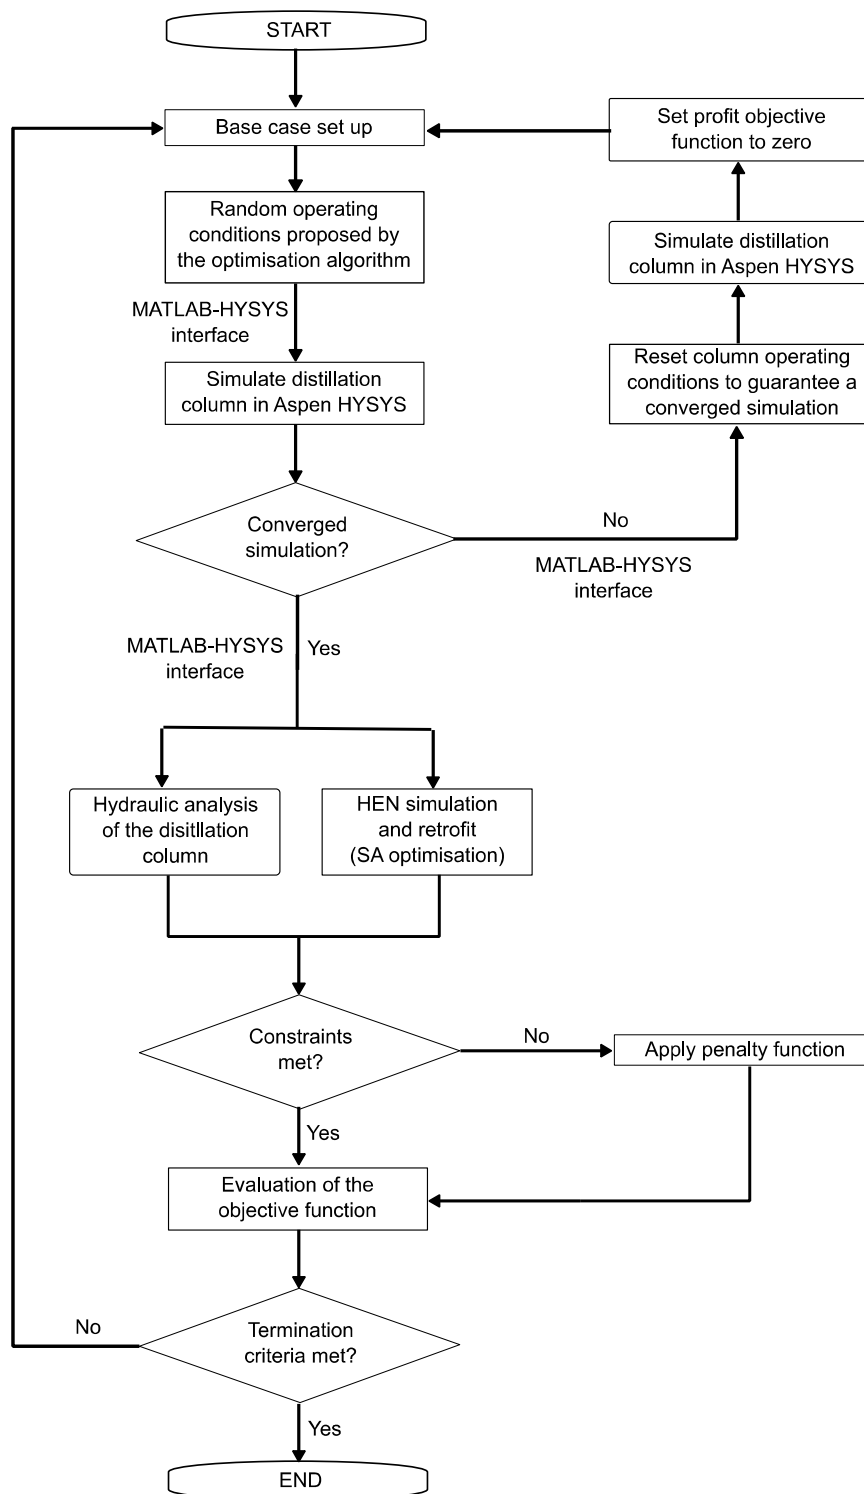 START
Base case set up
Set profit objective
function to zero
Random operating
conditions proposed by
the optimisation algorithm
Simulate distillation
column in Aspen HYSYS
MATLAB-HYSYS
interface
Reset column operating
conditions to guarantee a
converged simulation
Simulate distillation
column in Aspen HYSYS
Converged
simulation?
No
MATLAB-HYSYS
interface
MATLAB-HYSYS
interface
Yes
Hydraulic analysis
of the disitllation
column
HEN simulation
and retrofit
(SA optimisation)
Constraints
met?
No
Apply penalty function
Yes
Evaluation of the
objective function
Termination
criteria met?
No
Yes
END